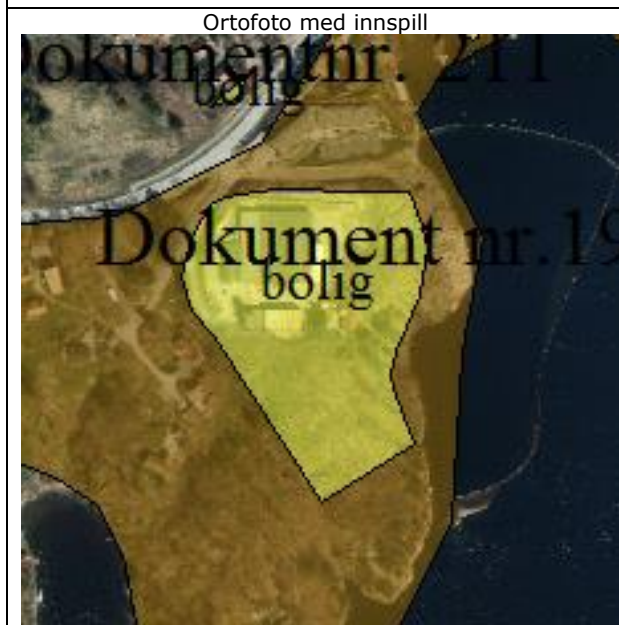 Ortofoto med innspill
Dokumentnr. 211
bolig
Dokument nr.19
bolig